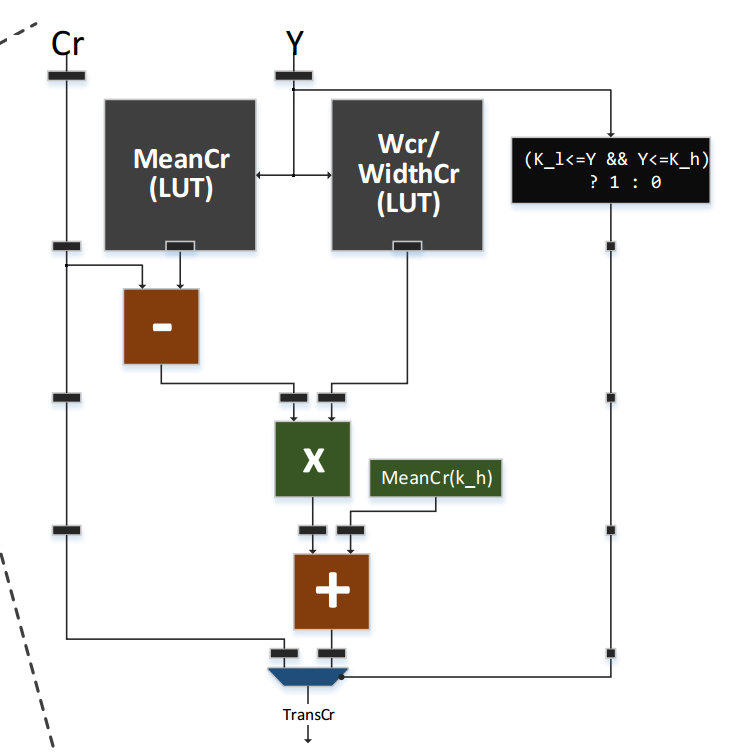 Cr
Y
MeanCr
(LUT)
Wcr/
WidthCr
(LUT)
(K_l<=Y && Y<=K_h)
? 1 : 0
-
x
MeanCr(k_h)
+
TransCr